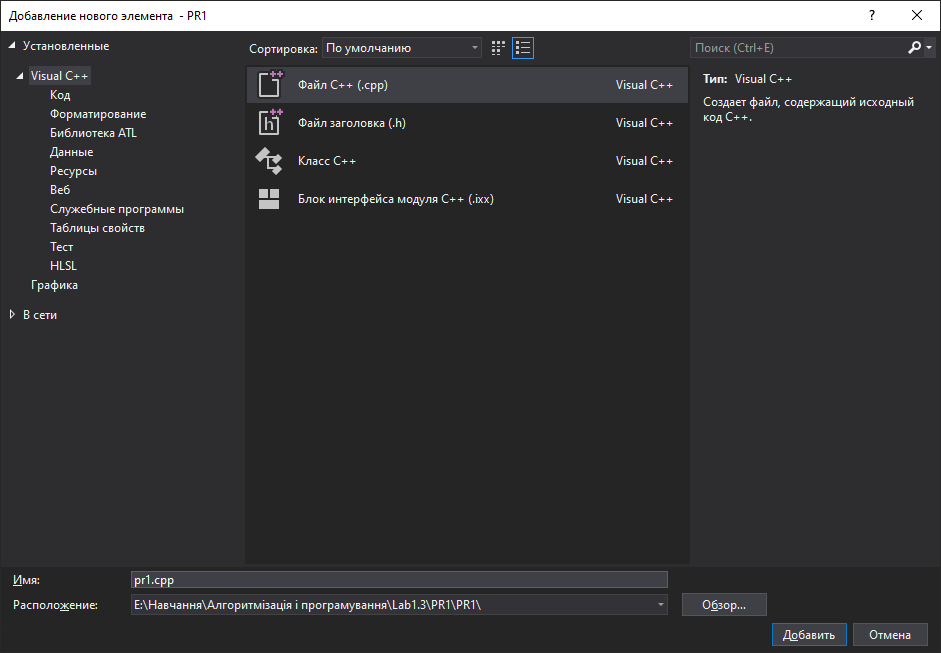 Добавление нового элемента - PR1
?
Установленные
Visual C++
Код
Форматирование
Библиотека ATL
Данные
Ресурсы
Веб
Служебные программы
Таблицы свойств
Тест
HLSL
Графика
В сети
Сортировка: По умолчанию
Файл C++ (.cpp) Visual C++
Файл заголовка (.h) Visual C++
Класс C++ Visual C++
Блок интерфейса модуля C++ (.ixx) Visual C++
Поиск (Ctrl+E)
Тип: Visual C++
Создает файл, содержащий исходный
код C++.
Имя: pr1.cpp
Расположение: E:\Навчання\Алгоритмізація і програмування\Lab1.3\PR1\PR1\
Обзор...
Добавить Отмена